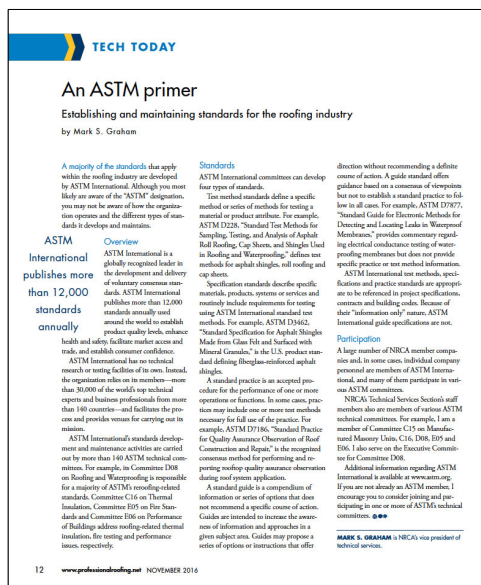 TECH TODAY
An ASTM primer
Establishing and maintaining standards for the roofing industry
by Mark S. Graham
A majority of the standards that apply
within the roofing industry are developed
by ASTM International. Although you most
likely are aware of the "ASTM" designation,
you may not be aware of how the organiza-
tion operates and the different types of stan-
dards it develops and maintains.
ASTM
International
publishes more
than 12,000
standards
annually
Overview
ASTM International is a
globally recognized leader in
the development and delivery
of voluntary consensus stan-
dards. ASTM International
publishes more than 12,000
standards annually used
around the world to establish
product quality levels, enhance
health and safety, facilitate market access and
trade, and establish consumer confidence.
ASTM International has no technical
research or testing facilities of its own. Instead,
the organization relies on its members—more
than 30,000 of the world's top technical
experts and business professionals from more
than 140 countries—and facilitates the pro-
cess and provides venues for carrying out its
mission.
ASTM International's standards develop-
ment and maintenance activities are carried
out by more than 140 ASTM technical com-
mittees. For example, its Committee D08
on Roofing and Waterproofing is responsible
for a majority of ASTM's reroofing-related
standards. Committee C16 on Thermal
Insulation, Committee E05 on Fire Stan-
dards and Committee E06 on Performance
of Buildings address roofing-related thermal
insulation, fire testing and performance
issues, respectively.
Standards
ASTM International committees can develop
four types of standards.
Test method standards define a specific
method or series of methods for testing a
material or product attribute. For example,
ASTM D228, "Standard Test Methods for
Sampling, Testing, and Analysis of Asphalt
Roll Roofing, Cap Sheets, and Shingles Used
in Roofing and Waterproofing," defines test
methods for asphalt shingles, roll roofing and
cap sheets.
Specification standards describe specific
materials, products, systems or services and
routinely include requirements for testing
using ASTM International standard test
methods. For example, ASTM D3462,
"Standard Specification for Asphalt Shingles
Made from Glass Felt and Surfaced with
Mineral Granules," is the U.S. product stan-
dard defining fiberglass-reinforced asphalt
shingles.
A standard practice is an accepted pro-
cedure for the performance of one or more
operations or functions. In some cases, prac-
tices may include one or more test methods
necessary for full use of the practice. For
example, ASTM D7186, "Standard Practice
for Quality Assurance Observation of Roof
Construction and Repair," is the recognized
consensus method for performing and re-
porting rooftop quality assurance observation
during roof system application.
A standard guide is a compendium of
information or series of options that does
not recommend a specific course of action.
Guides are intended to increase the aware-
ness of information and approaches in a
given subject area. Guides may propose a
series of options or instructions that offer
direction without recommending a definite
course of action. A guide standard offers
guidance based on a consensus of viewpoints
but not to establish a standard practice to fol-
low in all cases. For example, ASTM D7877,
"Standard Guide for Electronic Methods for
Detecting and Locating Leaks in Waterproof
Membranes," provides commentary regard-
ing electrical conductance testing of water-
proofing membranes but does not provide
specific practice or test method information.
ASTM International test methods, speci-
fications and practice standards are appropri-
ate to be referenced in project specifications,
contracts and building codes. Because of
their "information only" nature, ASTM
International guide specifications are not.
Participation
A large number of NRCA member compa-
nies and, in some cases, individual company
personnel are members of ASTM Interna-
tional, and many of them participate in vari-
ous ASTM committees.
NRCA's Technical Services Section's staff
members also are members of various ASTM
technical committees. For example, I am a
member of Committee C15 on Manufac-
tured Masonry Units, C16, D08, E05 and
E06. I also serve on the Executive Commit-
tee for Committee D08.
Additional information regarding ASTM
International is available at www.astm.org.
If you are not already an ASTM member, I
encourage you to consider joining and par-
ticipating in one or more of ASTM's technical
committees.
MARK S. GRAHAM is NRCA's vice president of
technical services.
12 www.professionalroofing.net NOVEMBER 2016